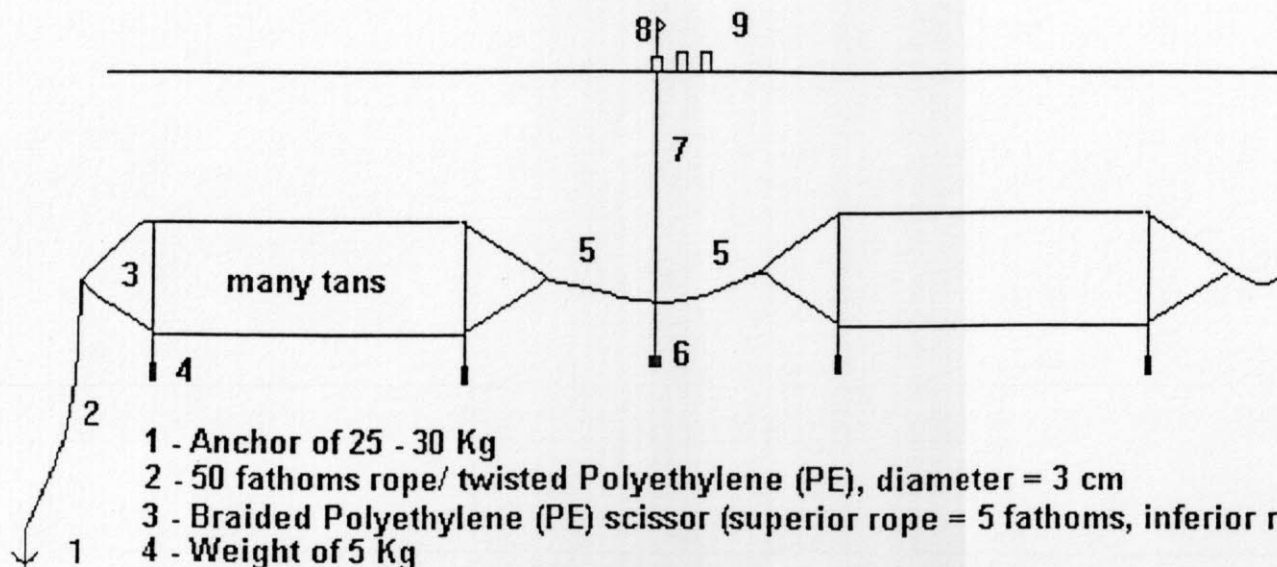 8 9
7
5 5
3 many tans
6
4
2
1 - Anchor of 25 - 30 Kg
2 - 50 fathoms rope/ twisted Polyethylene (PE), diameter = 3 cm
3 - Braided Polyethylene (PE) scissor (superior rope = 5 fathoms, inferior
1 4 - Weight of 5 Kg